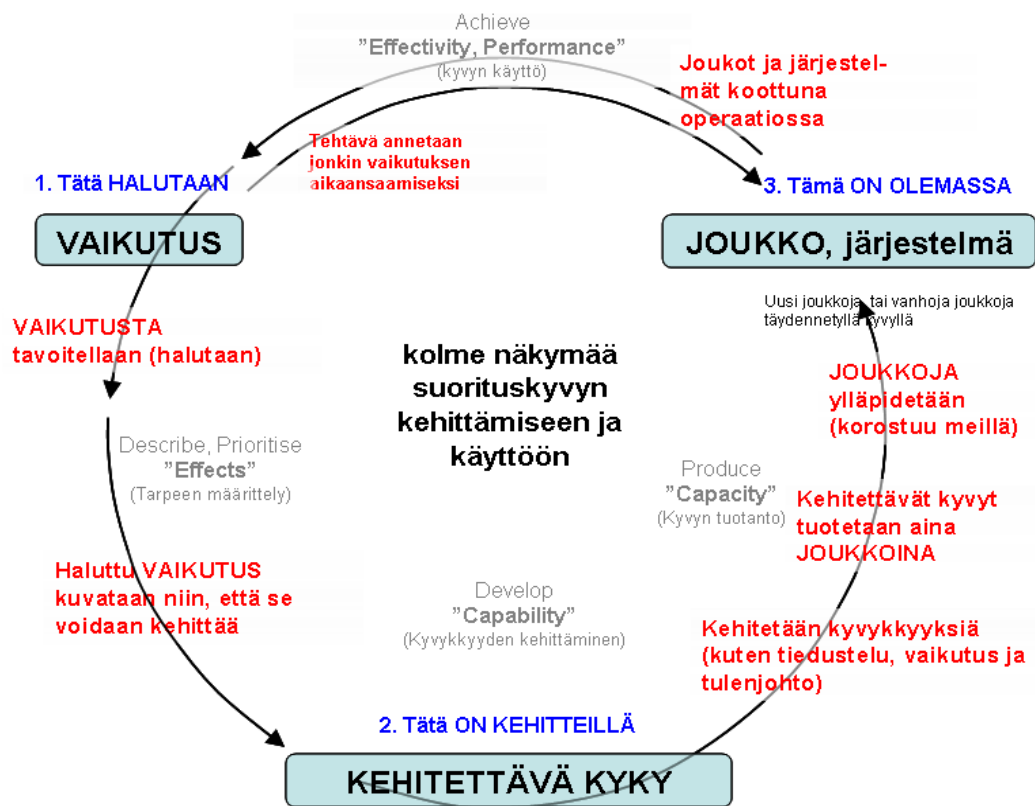 Achieve
”Effectivity, Performance”
(kyvyn käyttö)
Joukot ja järjestel-
mät koottuna
operaatiossa
Tehtävä annetaan
jonkin vaikutuksen
aikaansaamiseksi
1. Tätä HALUTAAN
3. Tämä ON OLEMASSA
VAIKUTUS
JOUKKO, järjestelmä
Uusi joukkoja, tai vanhoja joukkoja
täydennetyllä kyvyllä
VAIKUTUSTA
tavoitellaan (halutaan)
kolme näkymää
suorituskyvyn
kehittämiseen ja
käyttöön
JOUKKOJA
ylläpidetään
(korostuu meillä)
Describe, Prioritise
”Effects”
(Tarpeen määrittely)
Produce
”Capacity”
(Kyvyn tuotanto)
Kehitettävät kyvyt
tuotetaan aina
JOUKKOINA
Haluttu VAIKUTUS
kuvataan niin, että se
voidaan kehittää
Develop
”Capability”
(Kyvykkyyden kehittäminen)
Kehitetään kyvykkyyksiä
(kuten tiedustelu, vaikutus ja
tulenjohto)
2. Tätä ON KEHITTEILLÄ
KEHITETTÄVÄ KYKY